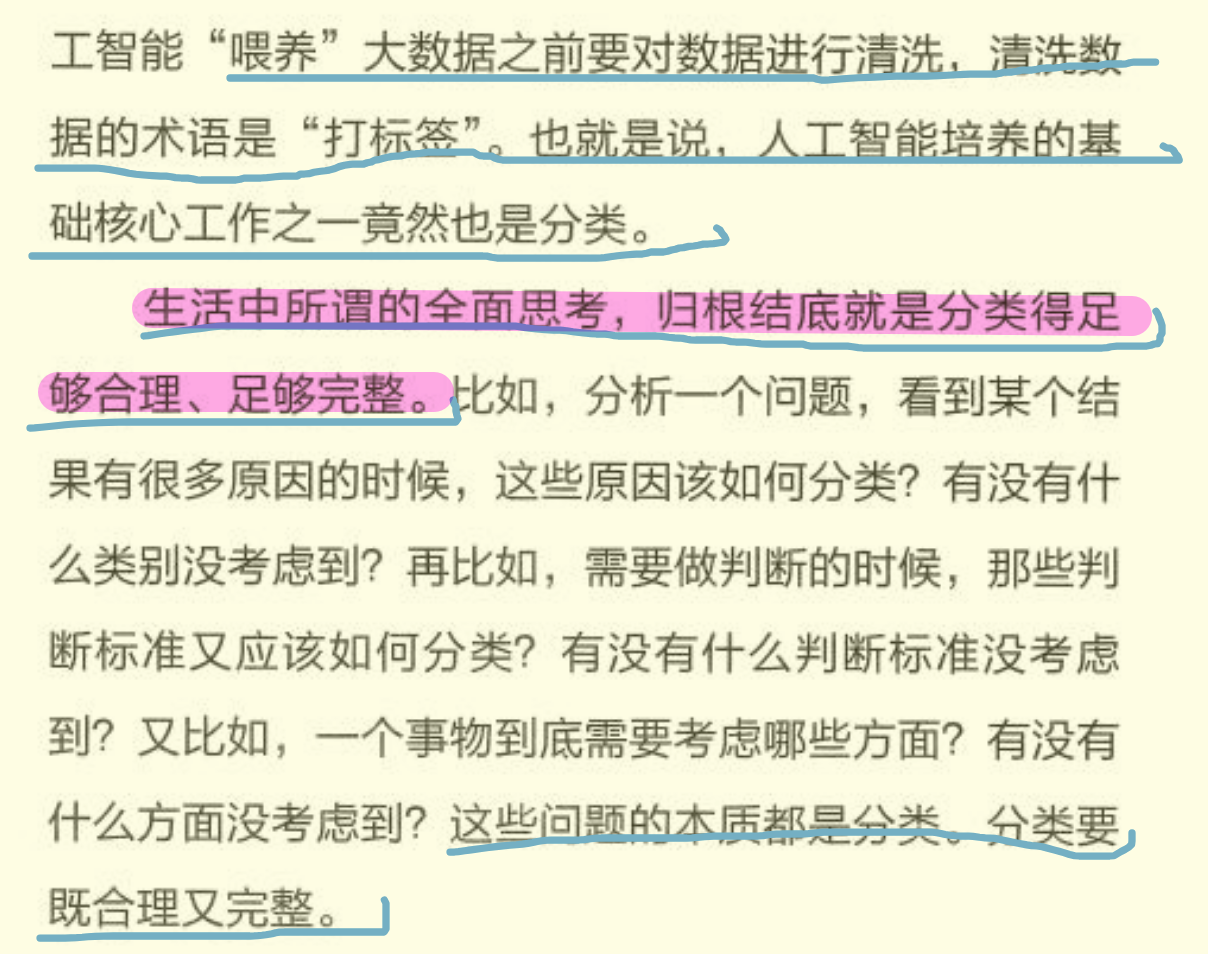 工智能“喂养”大数据之前要对数据进行清洗，清洗数
据的术语是“打标签”。也就是说，人工智能培养的基
础核心工作之一竟然也是分类。
生活中所谓的全面思考，归根结底就是分类得足
够合理、足够完整。比如，分析一个问题，看到某个结
果有很多原因的时候，这些原因该如何分类？有没有什
么类别没考虑到？再比如，需要做判断的时候，那些判
断标准又应该如何分类？有没有什么判断标准没考虑
到？又比如，一个事物到底需要考虑哪些方面？有没有
什么方面没考虑到？这些问题的本质都是分类。分类要
既合理又完整。